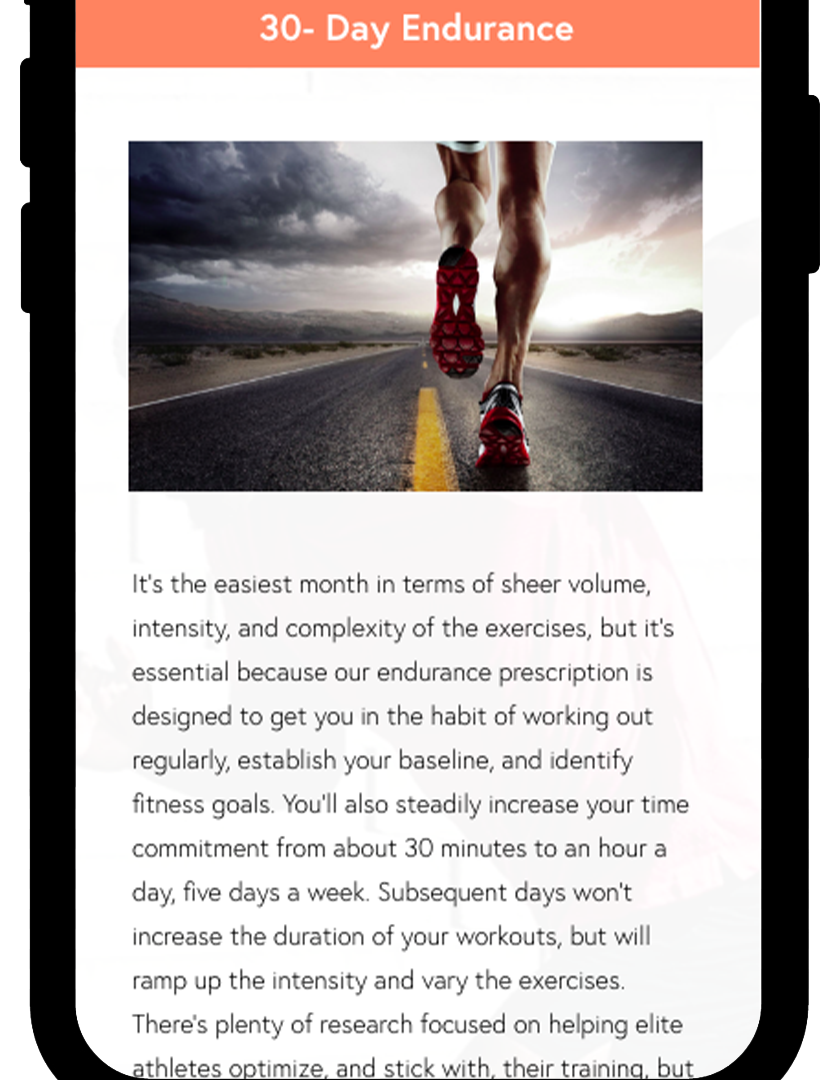 30- Day Endurance
It's the easiest month in terms of sheer volume,
intensity, and complexity of the exercises, but it's
essential because our endurance prescription is
designed to get you in the habit of working out
regularly, establish your baseline, and identify
fitness goals. You'll also steadily increase your time
commitment from about 30 minutes to an hour a
day, five days a week. Subsequent days won't
increase the duration of your workouts, but will
ramp up the intensity and vary the exercises.
There's plenty of research focused on helping elite
athletes optimize, and stick with, their training, but